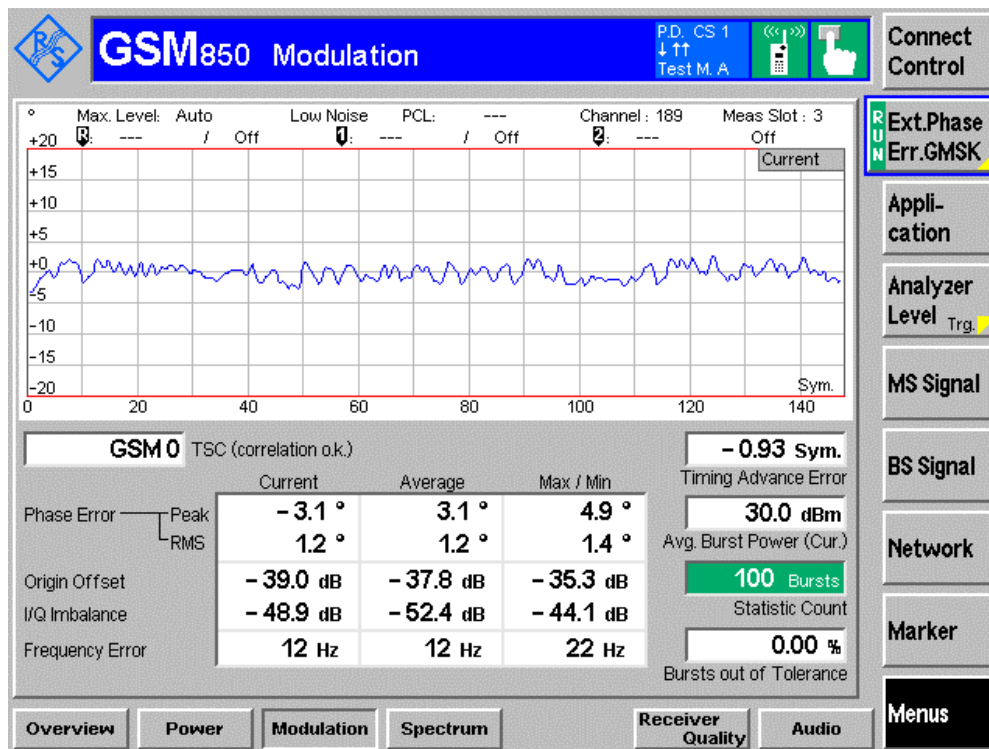 R&S
GSM850 Modulation
P.D. CS 1
↓ ↑↑
Test M. A
Connect Control
° Max. Level: Auto Low Noise PCL: --- Channel : 189 Meas Slot : 3
R: --- / Off 1: --- / Off 2: --- Off
Current
+20
+15
+10
+5
+0
-5
-10
-15
-20
Sym.
0 20 40 60 80 100 120 140
RUN
Ext.Phase Err.GMSK
Appli-
cation
Analyzer
Level Trg.
MS Signal
BS Signal
Network
Marker
Menus
GSM 0 TSC (correlation o.k.)
Current Average Max / Min
Phase Error Peak -3.1 ° 3.1 ° 4.9 °
RMS 1.2 ° 1.2 ° 1.4 °
Origin Offset -39.0 dB -37.8 dB -35.3 dB
I/Q Imbalance -48.9 dB -52.4 dB -44.1 dB
Frequency Error 12 Hz 12 Hz 22 Hz
-0.93 Sym.
Timing Advance Error
30.0 dBm
Avg. Burst Power (Cur.)
100 Bursts
Statistic Count
0.00 %
Bursts out of Tolerance
Overview Power Modulation Spectrum Receiver Quality Audio